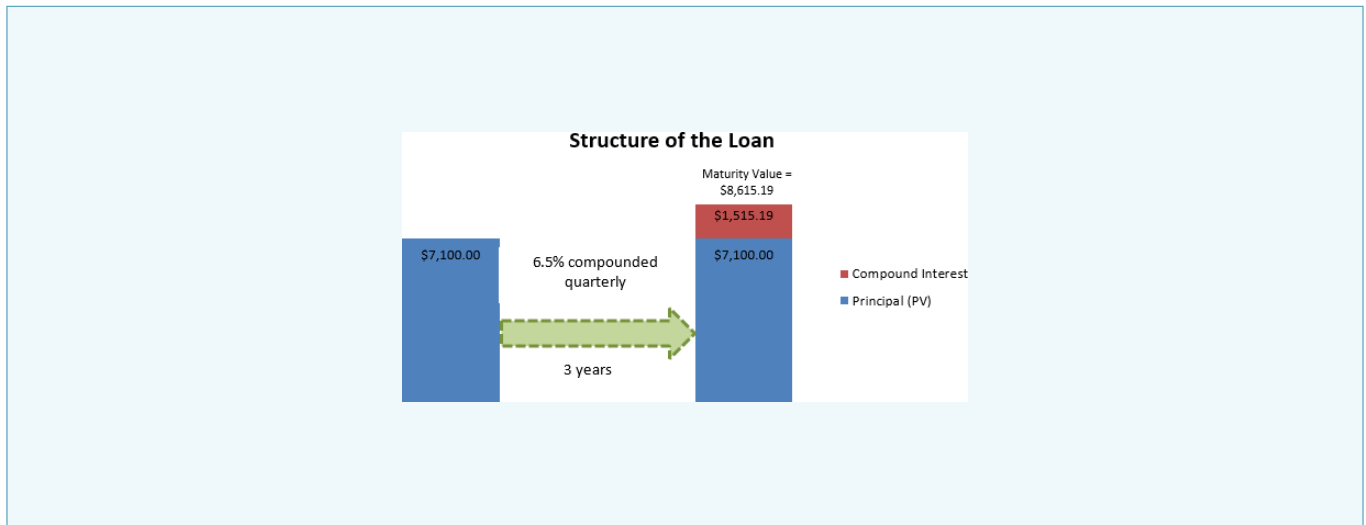 Structure of the Loan
Maturity Value =
$8,615.19
$1,515.19
$7,100.00
6.5% compounded
quarterly
$7,100.00
Compound Interest
Principal (PV)
3 years